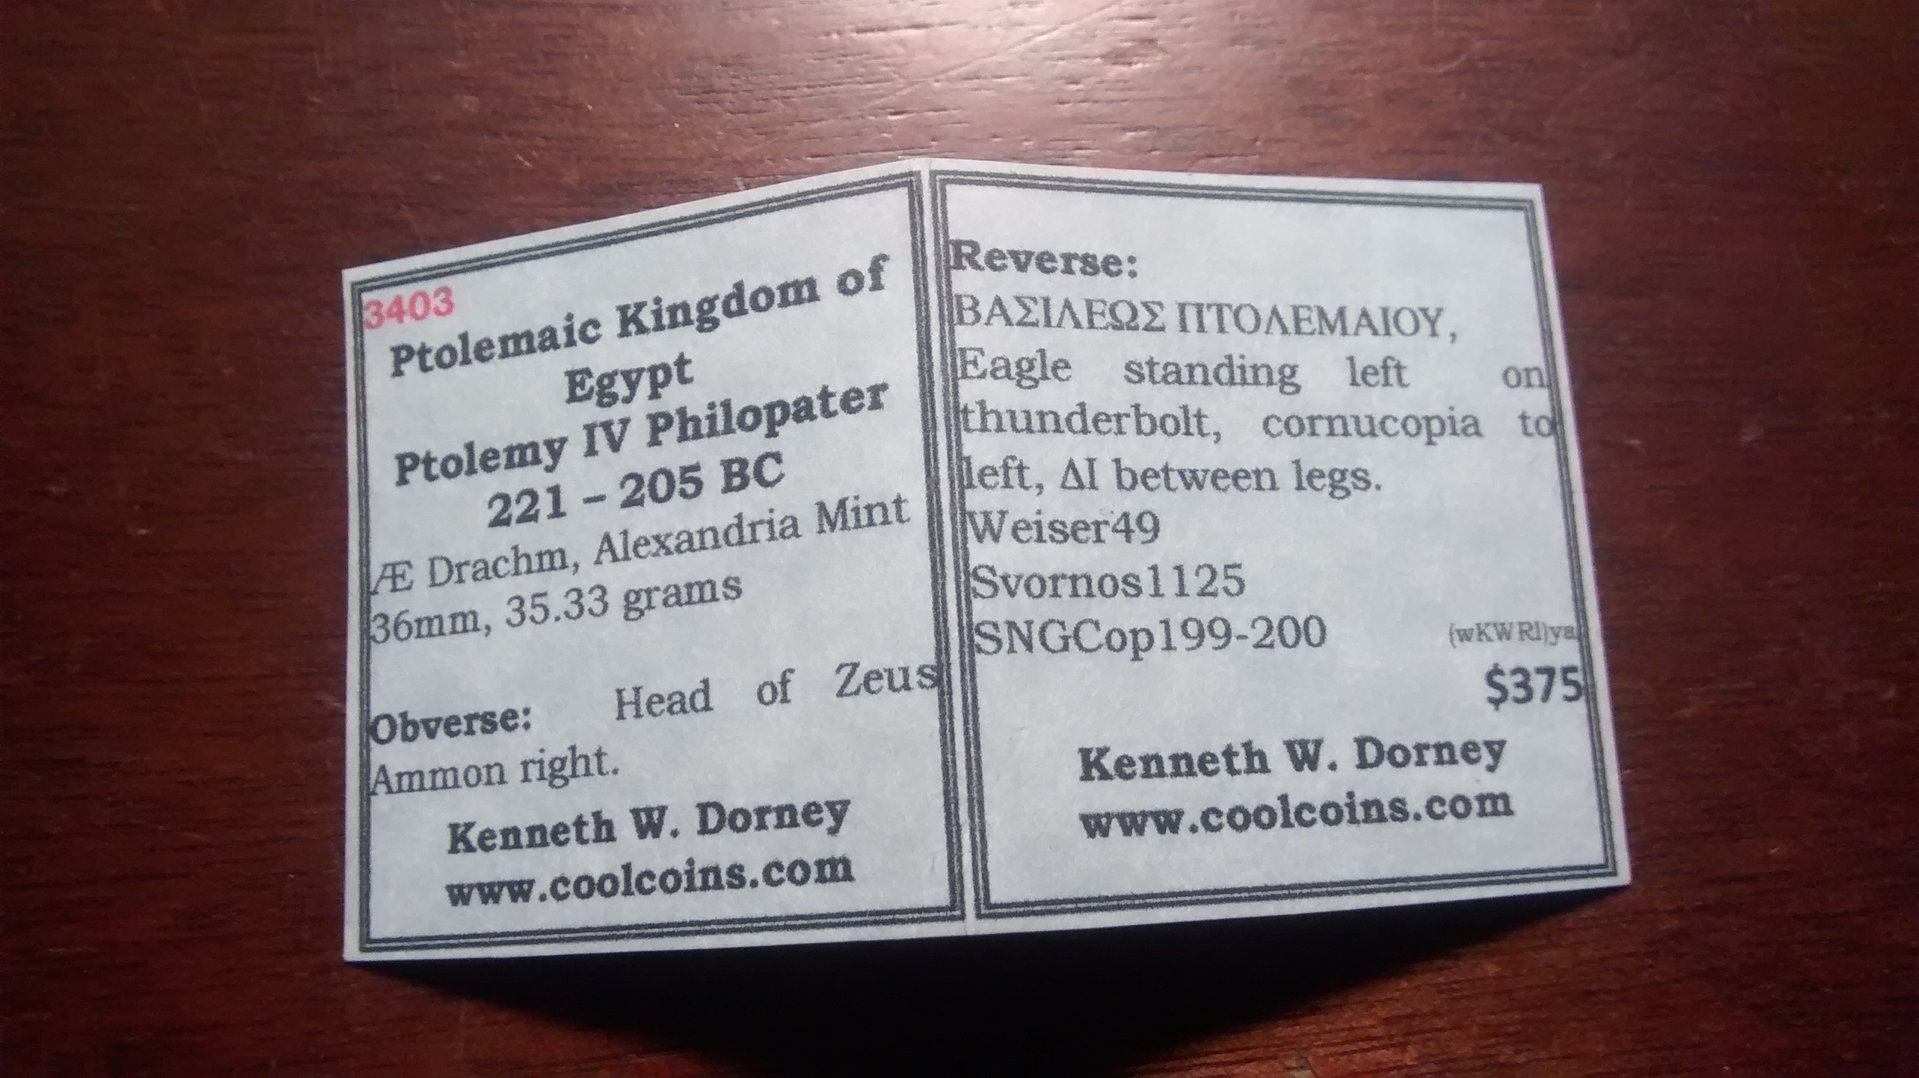 3403
Ptolemaic Kingdom of
Egypt
Ptolemy IV Philopater
221 – 205 BC
Æ Drachm, Alexandria Mint
36mm, 35.33 grams
Obverse: Head of Zeus
Ammon right.
Kenneth W. Dorney
www.coolcoins.com
Reverse:
ΒΑΣΙΛΕΩΣ ΠΤΟΛΕΜΑΙΟΥ,
Eagle standing left on
thunderbolt, cornucopia to
left, ΔΙ between legs.
Weiser49
Svornos1125
SNGCop199-200
$375
Kenneth W. Dorney
www.coolcoins.com